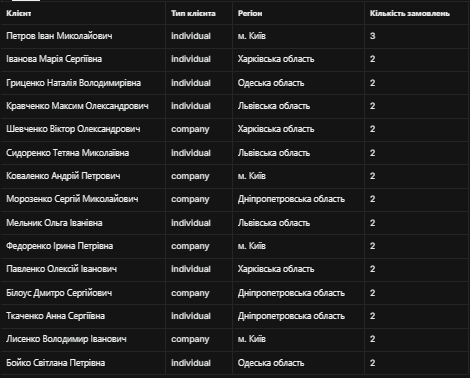 Клієнт Тип клієнта Регіон Кількість замовлень
Петров Іван Миколайович individual м. Київ 3
Іванова Марія Сергіївна individual Харківська область 2
Гриценко Наталія Володимирівна individual Одеська область 2
Кравченко Максим Олександрович individual Львівська область 2
Шевченко Віктор Олександрович company Харківська область 2
Сидоренко Тетяна Миколаївна individual Львівська область 2
Коваленко Андрій Петрович company м. Київ 2
Морозенко Сергій Миколайович company Дніпропетровська область 2
Мельник Ольга Іванівна individual Львівська область 2
Федоренко Ірина Петрівна company м. Київ 2
Павленко Олексій Іванович individual Харківська область 2
Білоус Дмитро Сергійович company Дніпропетровська область 2
Ткаченко Анна Сергіївна individual Дніпропетровська область 2
Лисенко Володимир Іванович company м. Київ 2
Бойко Світлана Петрівна individual Одеська область 2